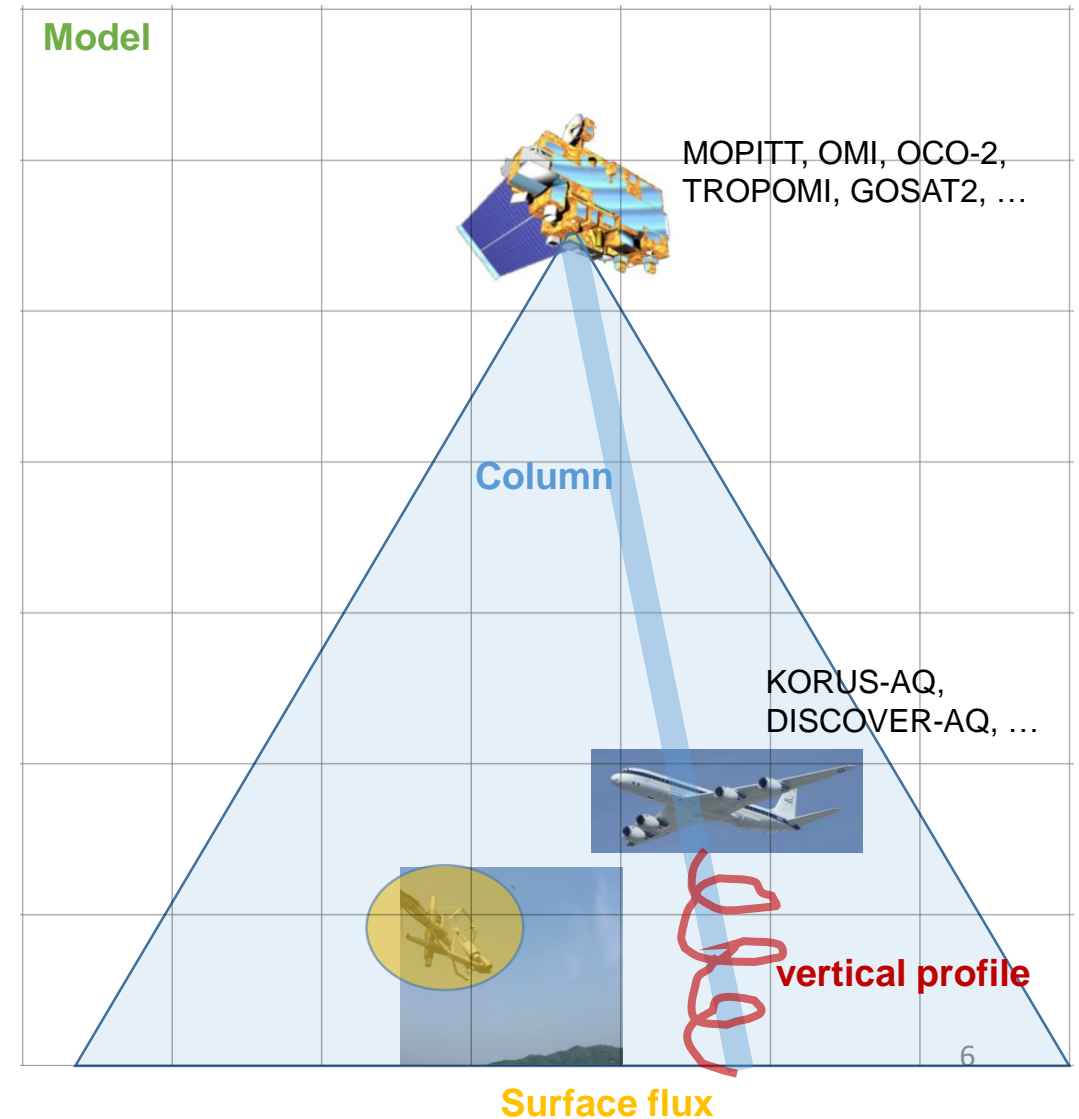 Model
MOPITT, OMI, OCO-2,
TROPOMI, GOSAT2, …
Column
KORUS-AQ,
DISCOVER-AQ, …
vertical profile
6
Surface flux